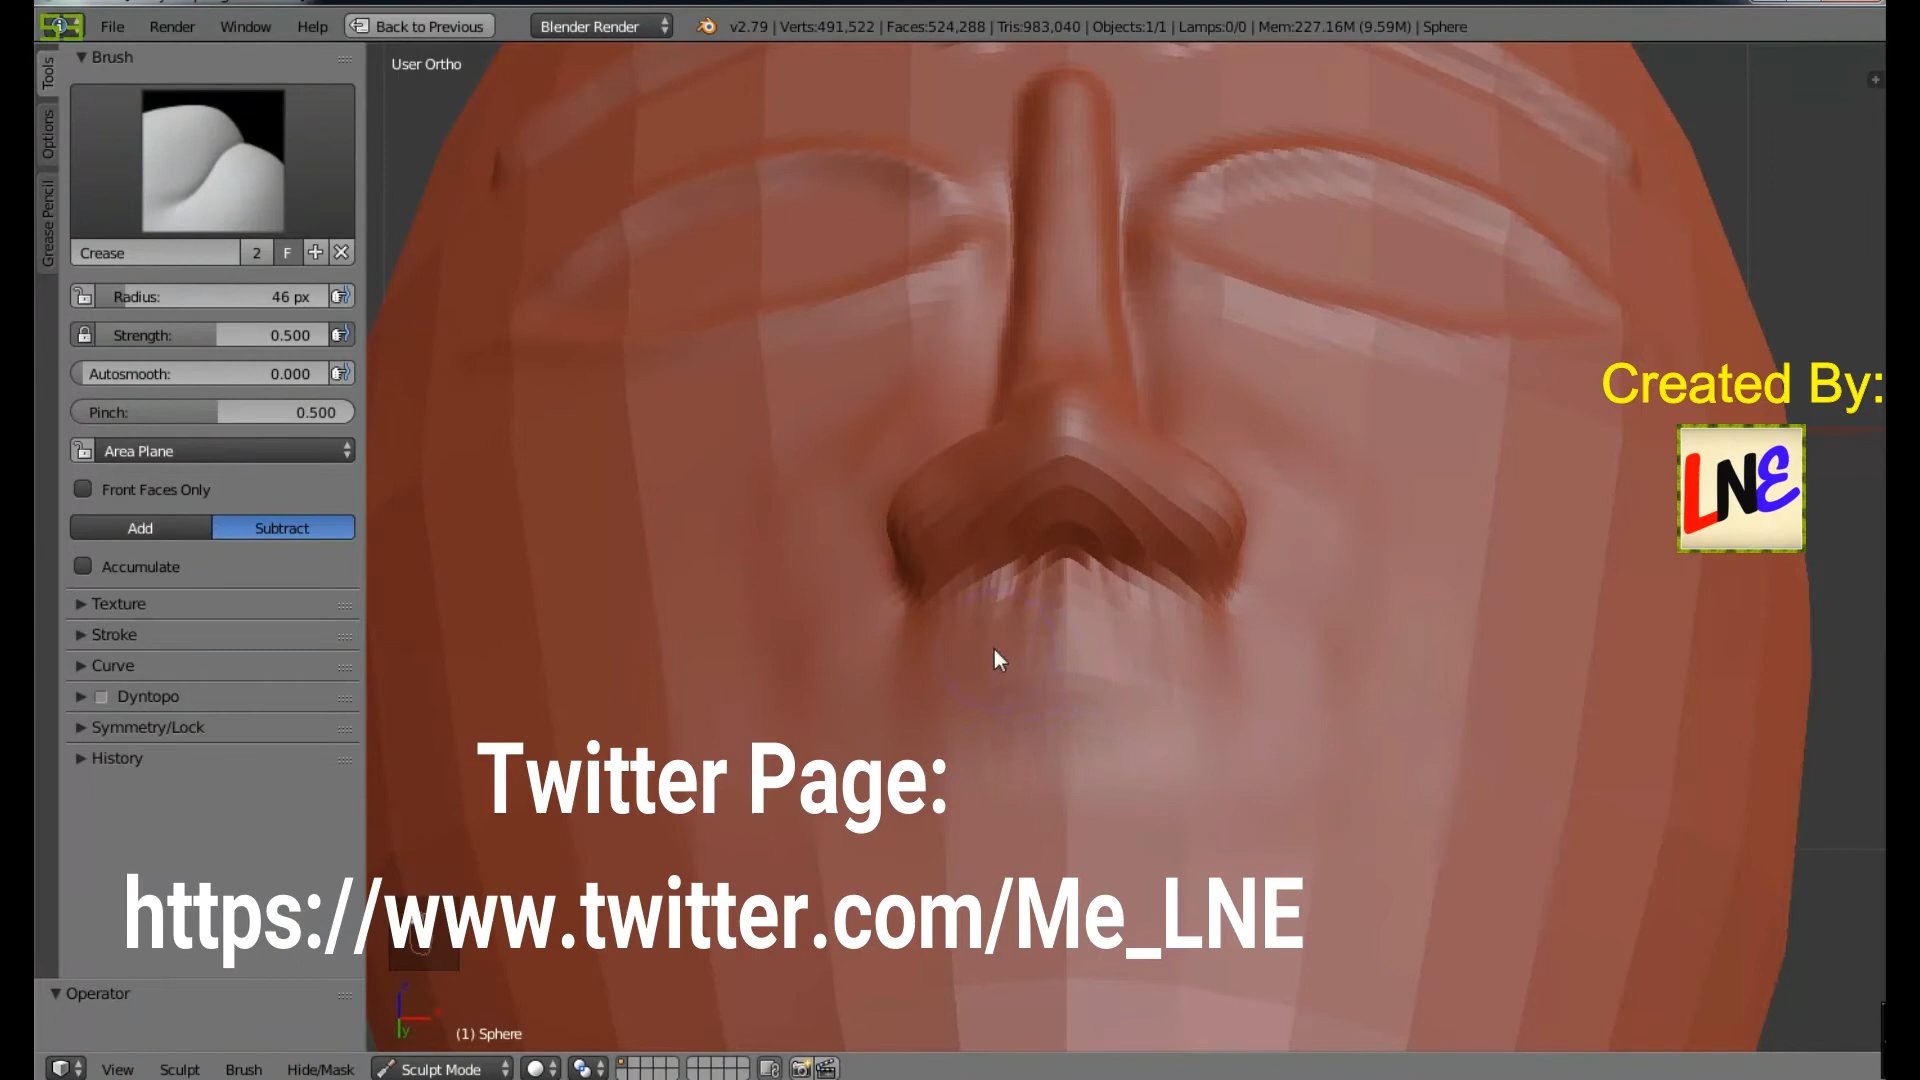 File Render Window Help Back to Previous Blender Render v2.79 | Verts:491,522 | Faces:524,288 | Tris:983,040 | Objects:1/1 | Lamps:0/0 | Mem:227.16M (9.59M) | Sphere
Tools
Options
Grease Pencil
Brush
User Ortho
Crease 2 F
Radius: 46 px
Strength: 0.500
Autosmooth: 0.000
Pinch: 0.500
Area Plane
Front Faces Only
Add Subtract
Accumulate
Texture
Stroke
Curve
Dyntopo
Symmetry/Lock
History
Created By:
LNE
Twitter Page:
https://www.twitter.com/Me_LNE
Operator
z
x
y
(1) Sphere
View Sculpt Brush Hide/Mask Sculpt Mode